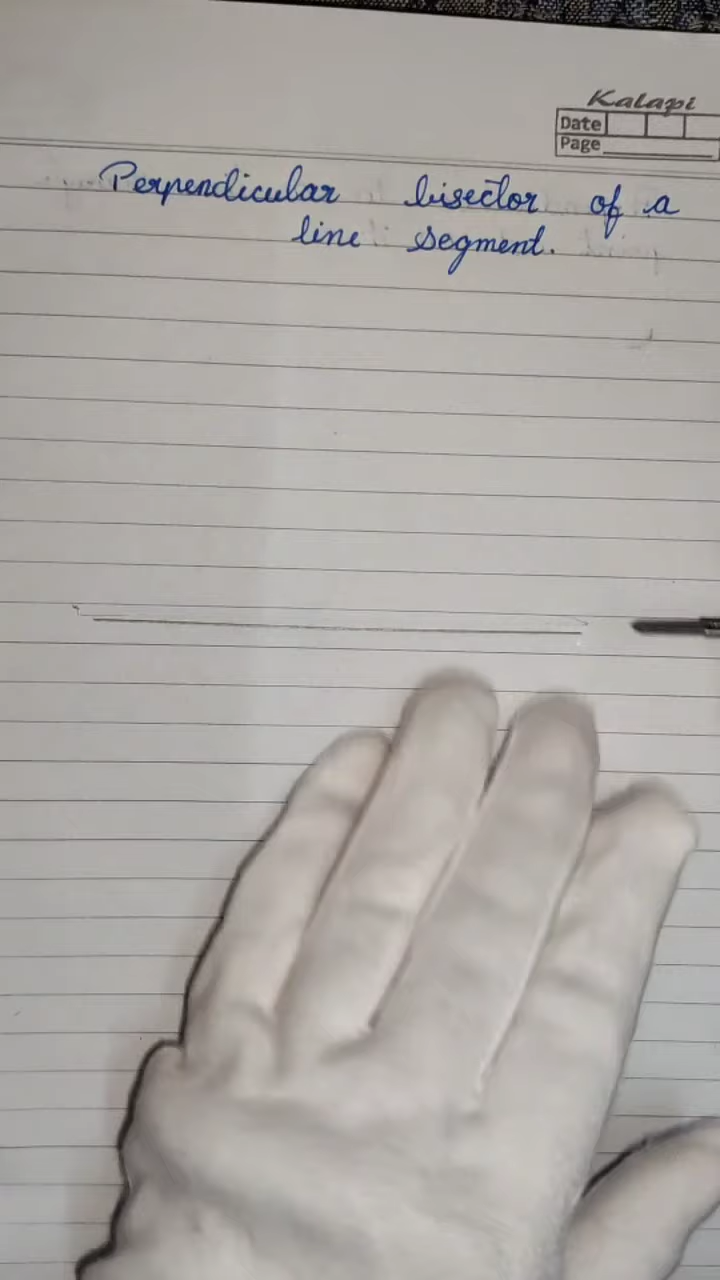 Kalapi
Date
Page
Perpendicular bisector of a
line segment.